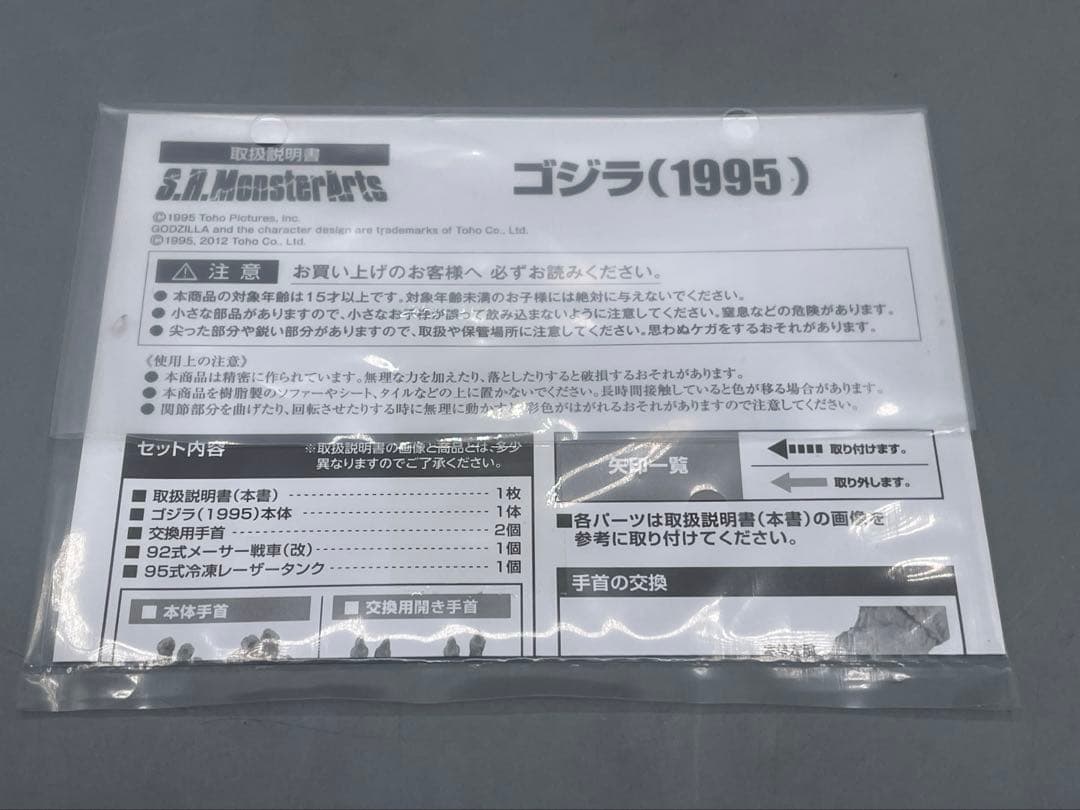 取扱説明書
S.H.MonsterArts
ゴジラ(1995)
©1995 Toho Pictures, Inc.
GODZILLA and the character design are trademarks of Toho Co., Ltd.
©1995, 2012 Toho Co., Ltd.
⚠ 注意 お買い上げのお客様へ 必ずお読みください。
●本商品の対象年齢は15才以上です。対象年齢未満のお子様には絶対に与えないでください。
●小さな部品がありますので、小さなお子様が誤って飲み込まないように注意してください。窒息などの危険があります。
●尖った部分や鋭い部分がありますので、取扱や保管場所に注意してください。思わぬケガをするおそれがあります。
《使用上の注意》
●本商品は精密に作られています。無理な力を加えたり、落としたりすると破損するおそれがあります。
●本商品を樹脂製のソファーやシート、タイルなどの上に置かないでください。長時間接触していると色が移る場合があります。
●関節部分を曲げたり、回転させたりする時に無理に動かすと彩色がはがれるおそれがありますので注意してください。
セット内容
※取扱説明書の画像と商品とは、多少
異なりますのでご了承ください。
■取扱説明書(本書) 1枚
■ゴジラ(1995)本体 1体
■交換用手首 2個
■92式メーサー戦車(改) 1個
■95式冷凍レーザータンク 1個
■本体手首
■交換用開き手首
矢印一覧
取り付けます。
取り外します。
■各パーツは取扱説明書(本書)の画像を
参考に取り付けてください。
手首の交換